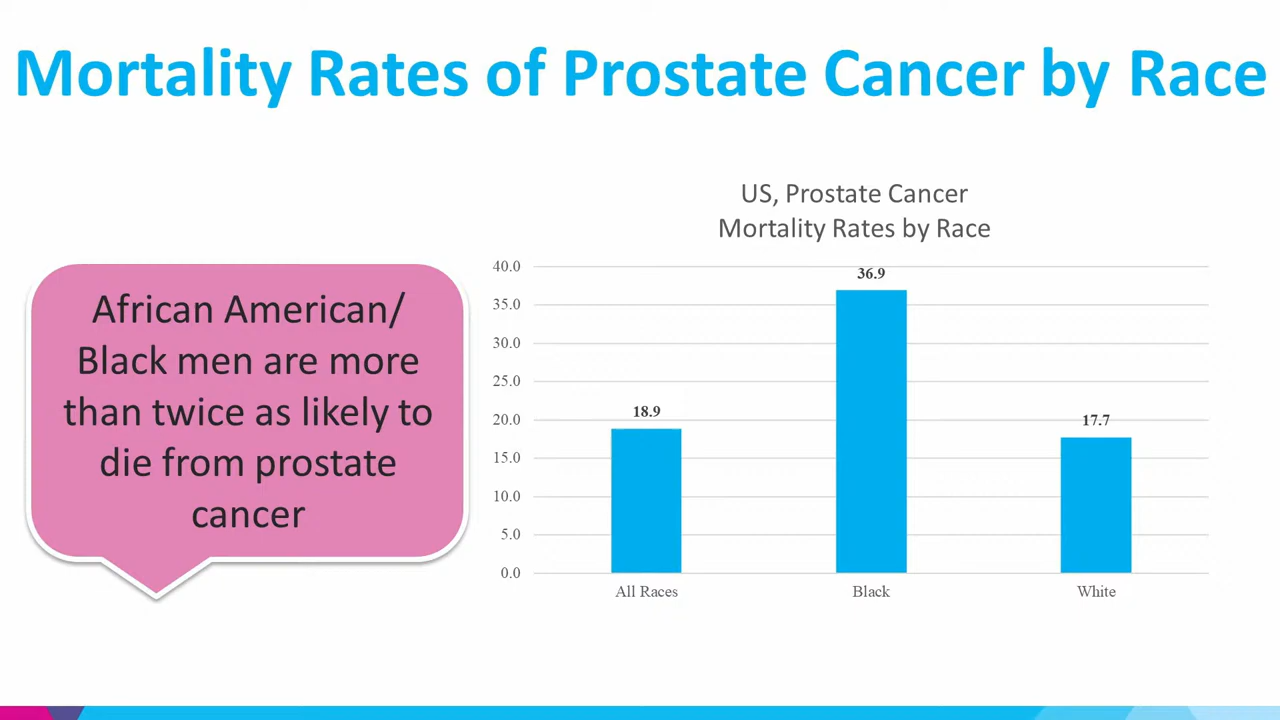 Mortality Rates of Prostate Cancer by Race
African American/
Black men are more
than twice as likely to
die from prostate
cancer
US, Prostate Cancer
Mortality Rates by Race
40.0
35.0
30.0
25.0
20.0
15.0
10.0
5.0
0.0
18.9
36.9
17.7
All Races
Black
White